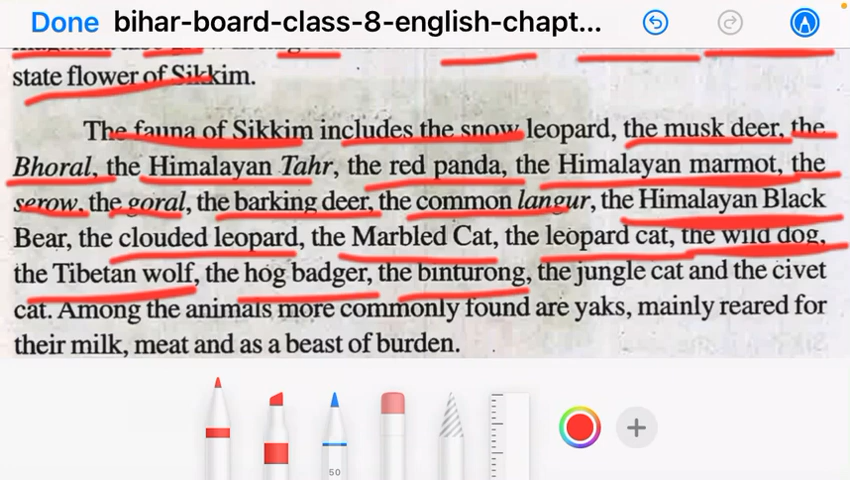 Done bihar-board-class-8-english-chapt...
state flower of Sikkim.
The fauna of Sikkim includes the snow leopard, the musk deer, the
Bhoral, the Himalayan Tahr, the red panda, the Himalayan marmot, the
serow, the goral, the barking deer, the common langur, the Himalayan Black
Bear, the clouded leopard, the Marbled Cat, the leopard cat, the wild dog,
the Tibetan wolf, the hog badger, the binturong, the jungle cat and the civet
cat. Among the animals more commonly found are yaks, mainly reared for
their milk, meat and as a beast of burden.
50